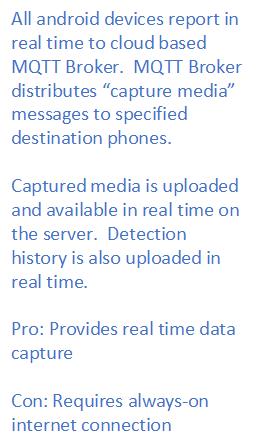 All android devices report in
real time to cloud based
MQTT Broker.  MQTT Broker
distributes “capture media”
messages to specified
destination phones.

Captured media is uploaded
and available in real time on
the server.  Detection
history is also uploaded in
real time.

Pro: Provides real time data
capture

Con: Requires always-on
internet connection